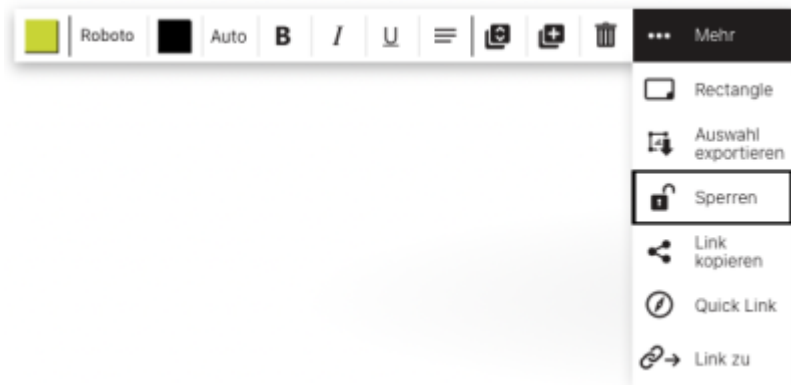 Roboto Auto B I U Mehr
Rectangle
Auswahl
exportieren
Sperren
Link
kopieren
Quick Link
Link zu